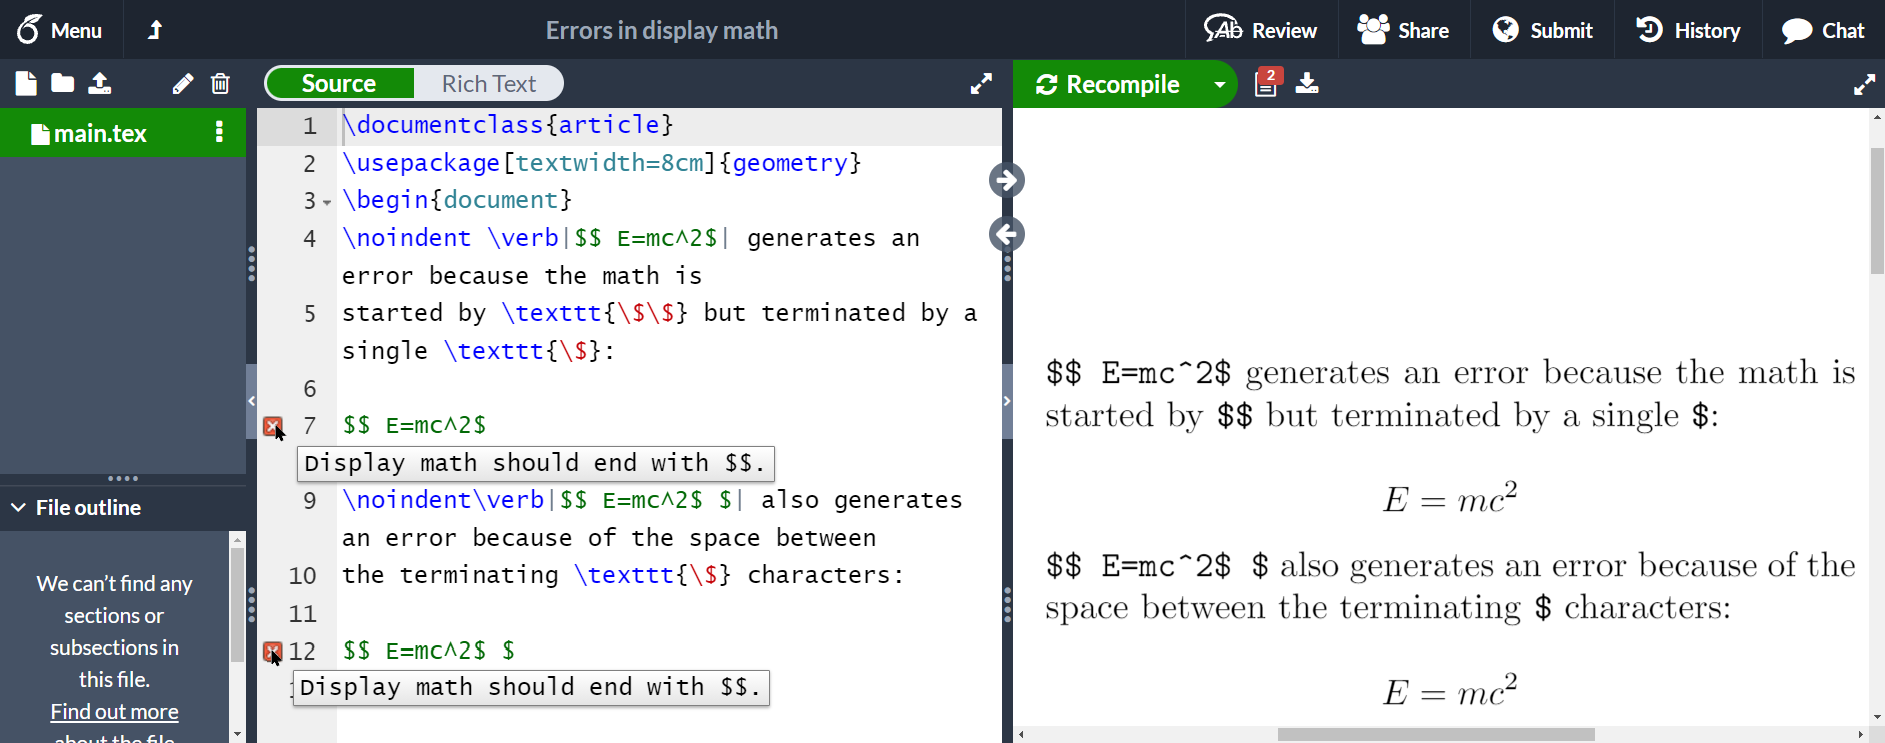 Menu
Errors in display math
Review
Share
Submit
History
Chat
Source
Rich Text
Recompile
2
main.tex
1 \documentclass{article}
2 \usepackage[textwidth=8cm]{geometry}
3 \begin{document}
4 \noindent \verb|$$ E=mc^2$| generates an
error because the math is
5 started by \texttt{\$\$} but terminated by a
single \texttt{\$}:
6
7 $$ E=mc^2$
Display math should end with $$.
9 \noindent\verb|$$ E=mc^2$ $| also generates
an error because of the space between
10 the terminating \texttt{\$} characters:
11
12 $$ E=mc^2$ $
Display math should end with $$.
File outline
We can't find any
sections or
subsections in
this file.
Find out more
about the file
$$ E=mc^2$ generates an error because the math is
started by $$ but terminated by a single $:
E = mc²
$$ E=mc^2$ $ also generates an error because of the
space between the terminating $ characters:
E = mc²